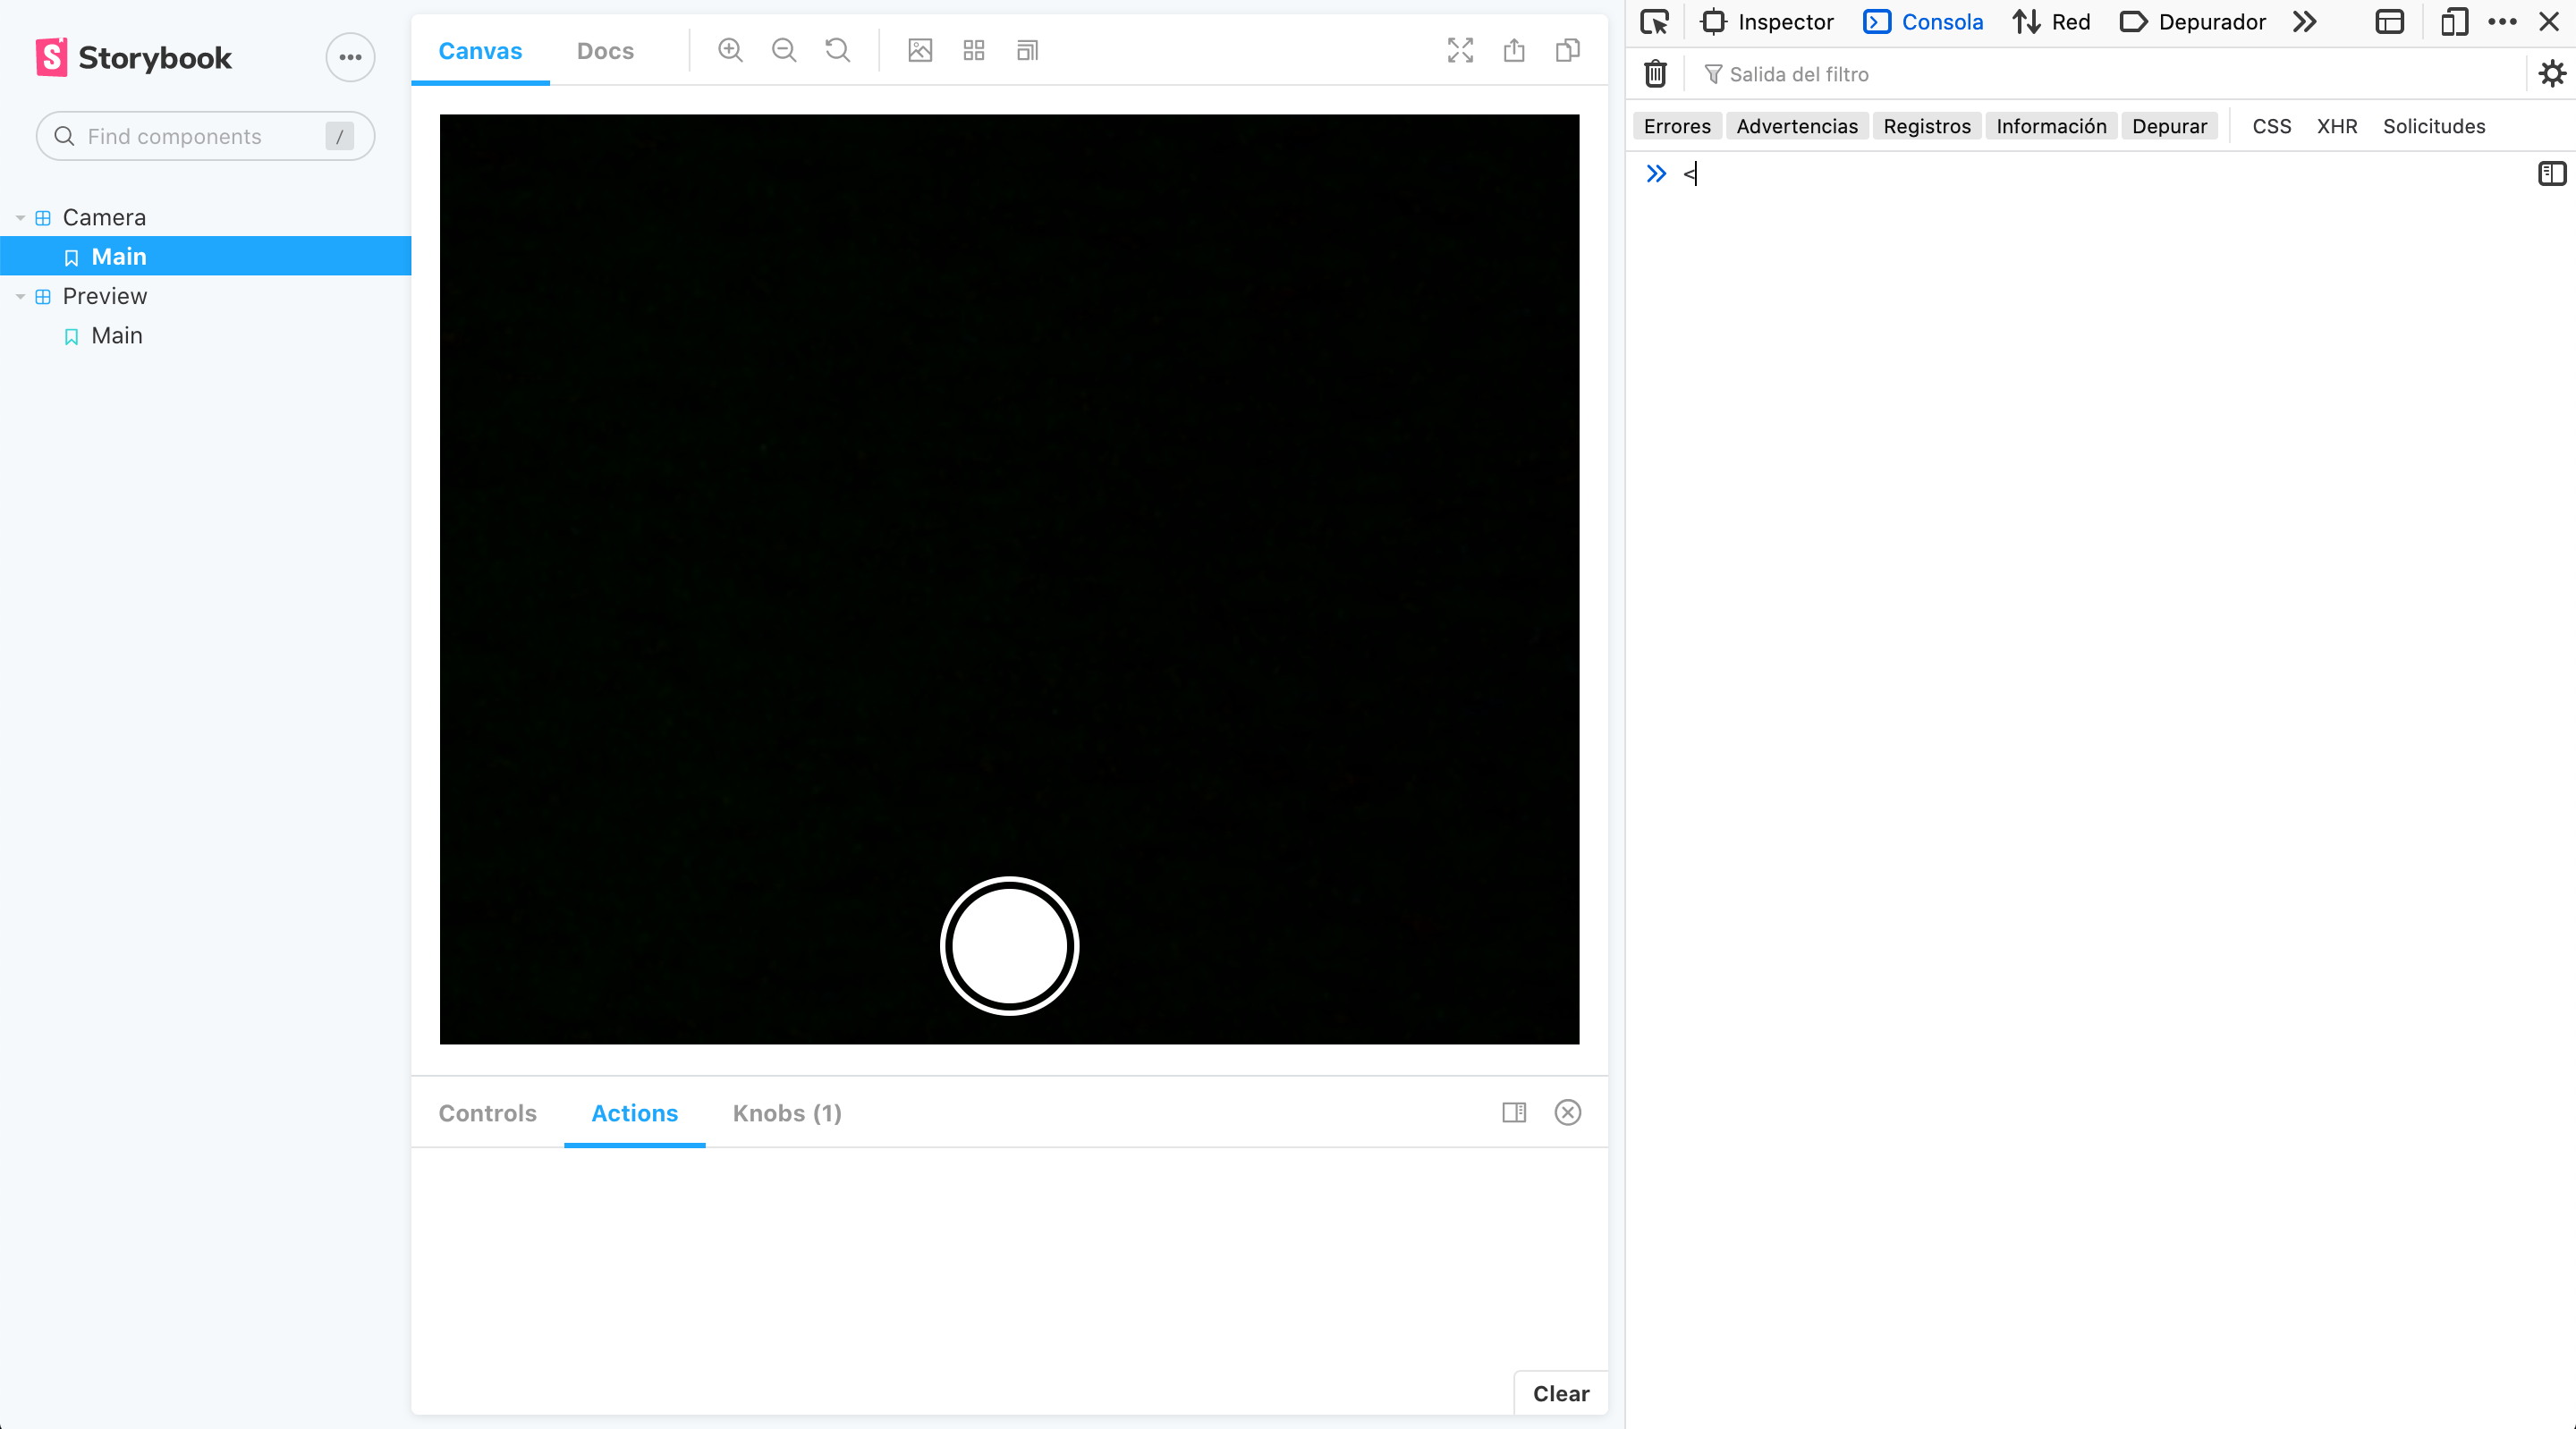 Storybook
Find components /
Camera
Main
Preview
Main
Canvas Docs
Controls Actions Knobs (1)
Clear
Inspector Consola Red Depurador
Salida del filtro
Errores Advertencias Registros Información Depurar CSS XHR Solicitudes
<